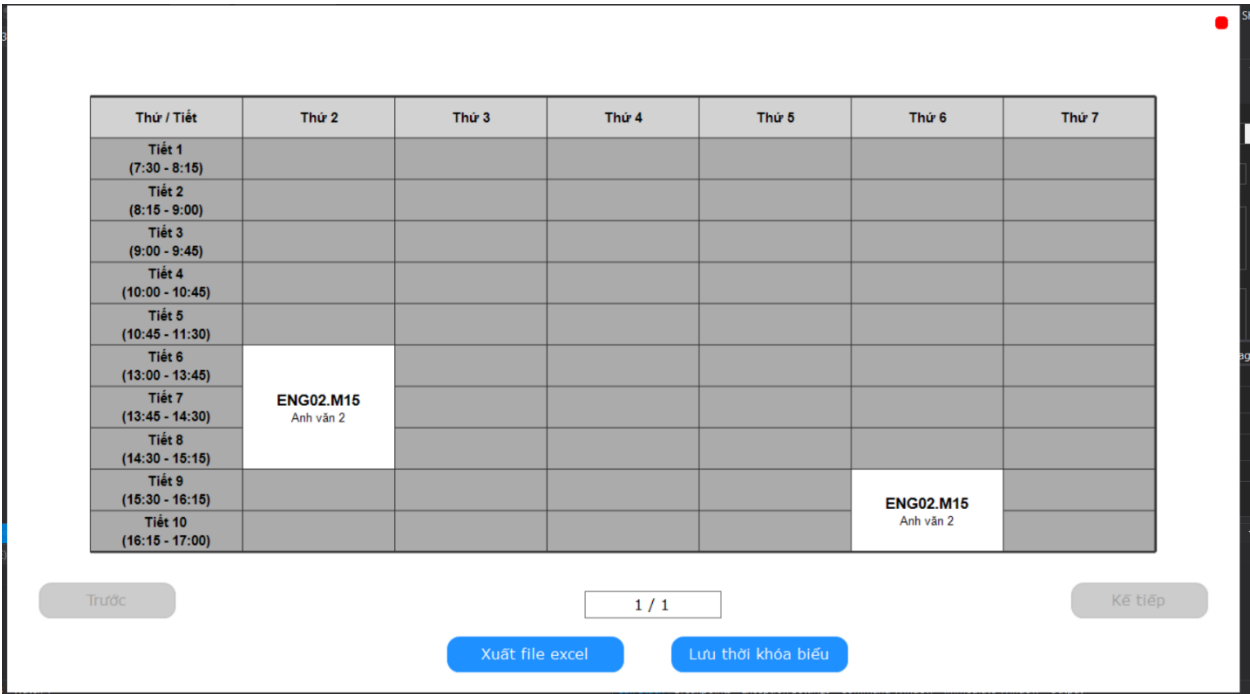 Thứ / Tiết Thứ 2 Thứ 3 Thứ 4 Thứ 5 Thứ 6 Thứ 7
Tiết 1
(7:30 - 8:15)
Tiết 2
(8:15 - 9:00)
Tiết 3
(9:00 - 9:45)
Tiết 4
(10:00 - 10:45)
Tiết 5
(10:45 - 11:30)
Tiết 6
(13:00 - 13:45)
Tiết 7
(13:45 - 14:30)
ENG02.M15
Anh văn 2
Tiết 8
(14:30 - 15:15)
Tiết 9
(15:30 - 16:15)
Tiết 10
(16:15 - 17:00)
ENG02.M15
Anh văn 2
Trước
1 / 1
Kế tiếp
Xuất file excel
Lưu thời khóa biểu